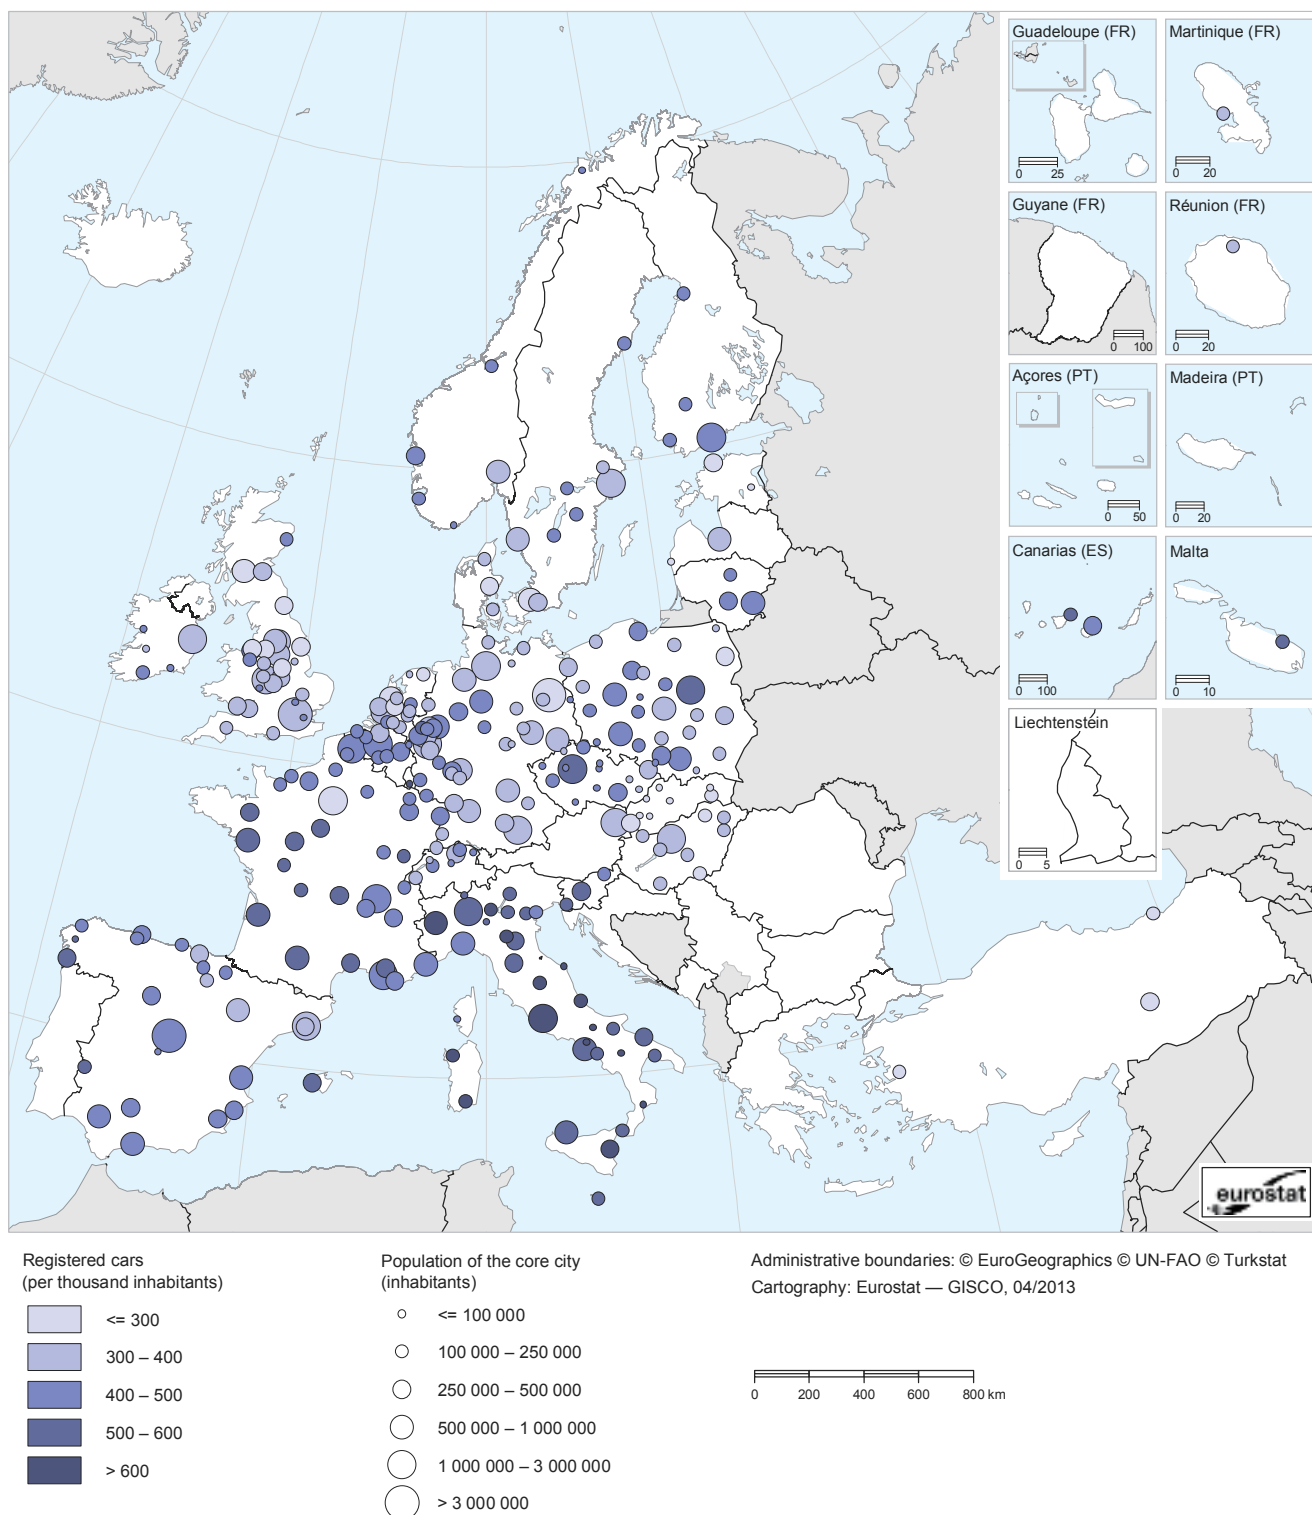 Guadeloupe (FR)
0 25
Martinique (FR)
0 20
Guyane (FR)
0 100
Réunion (FR)
0 20
Açores (PT)
0 50
Madeira (PT)
0 20
Canarias (ES)
0 100
Malta
0 10
Liechtenstein
0 5
eurostat
Registered cars
(per thousand inhabitants)
<= 300
300 – 400
400 – 500
500 – 600
> 600
Population of the core city
(inhabitants)
<= 100 000
100 000 – 250 000
250 000 – 500 000
500 000 – 1 000 000
1 000 000 – 3 000 000
> 3 000 000
Administrative boundaries: © EuroGeographics © UN-FAO © Turkstat
Cartography: Eurostat — GISCO, 04/2013
0 200 400 600 800 km